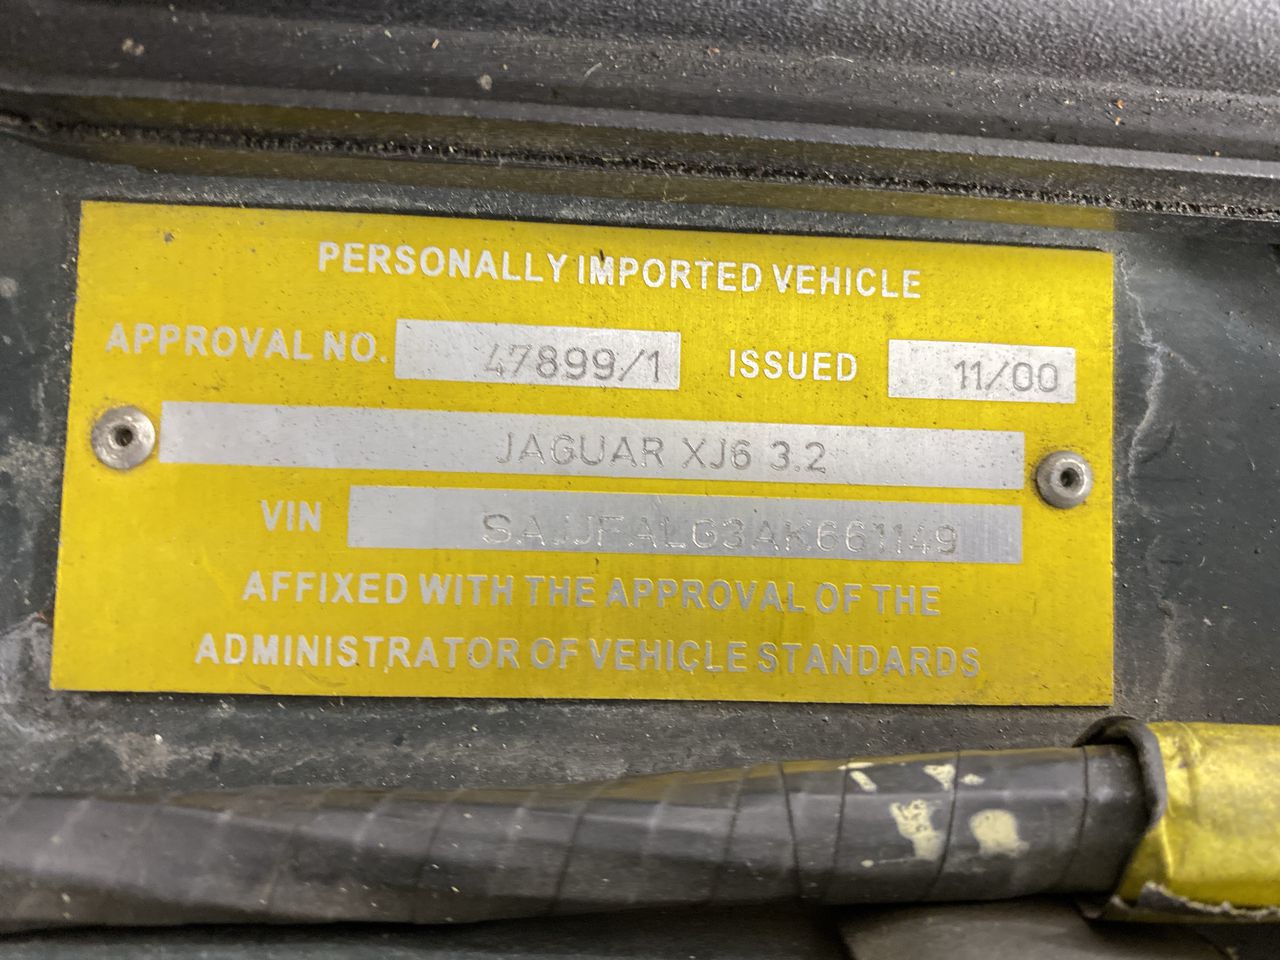 PERSONALLY IMPORTED VEHICLE
APPROVAL NO. 47899/1 ISSUED 11/00
JAGUAR XJ6 3.2
VIN SAJJFALG3AK661149
AFFIXED WITH THE APPROVAL OF THE
ADMINISTRATOR OF VEHICLE STANDARDS